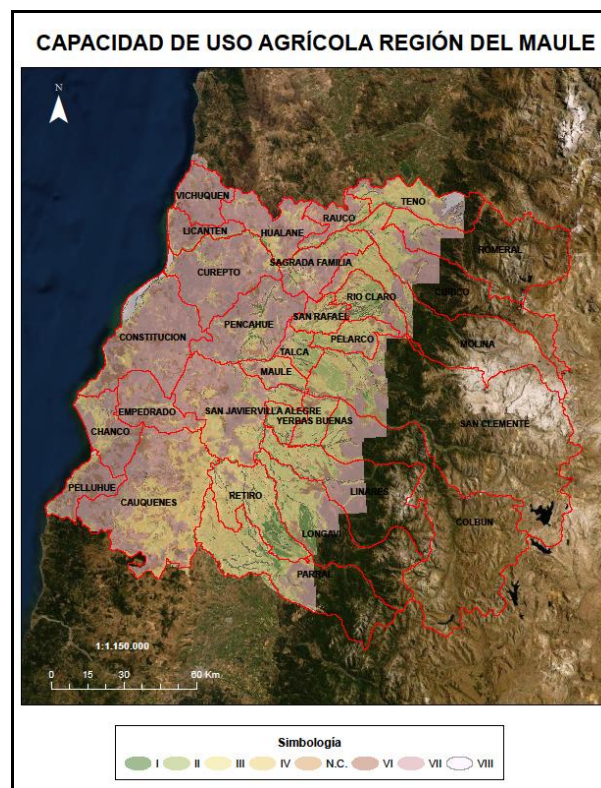 CAPACIDAD DE USO AGRÍCOLA REGIÓN DEL MAULE
N
VICHUQUEN
TENO
RAUCO
LICANTEN
HUALANE
ROMERAL
SAGRADA FAMILIA
CUREPTO
CURICO
RIO CLARO
SAN RAFAEL
PENCAHUE
CONSTITUCION
PELARCO
MOLINA
TALCA
MAULE
EMPEDRADO
SAN JAVIER
VILLA ALEGRE
YERBAS BUENAS
SAN CLEMENTE
CHANCO
PELLUHUE
RETIRO
LINARES
CAUQUENES
COLBUN
LONGAVI
PARRAL
1:1.150.000
0 15 30 60 Km.
Simbología
I II III IV N.C. VI VII VIII